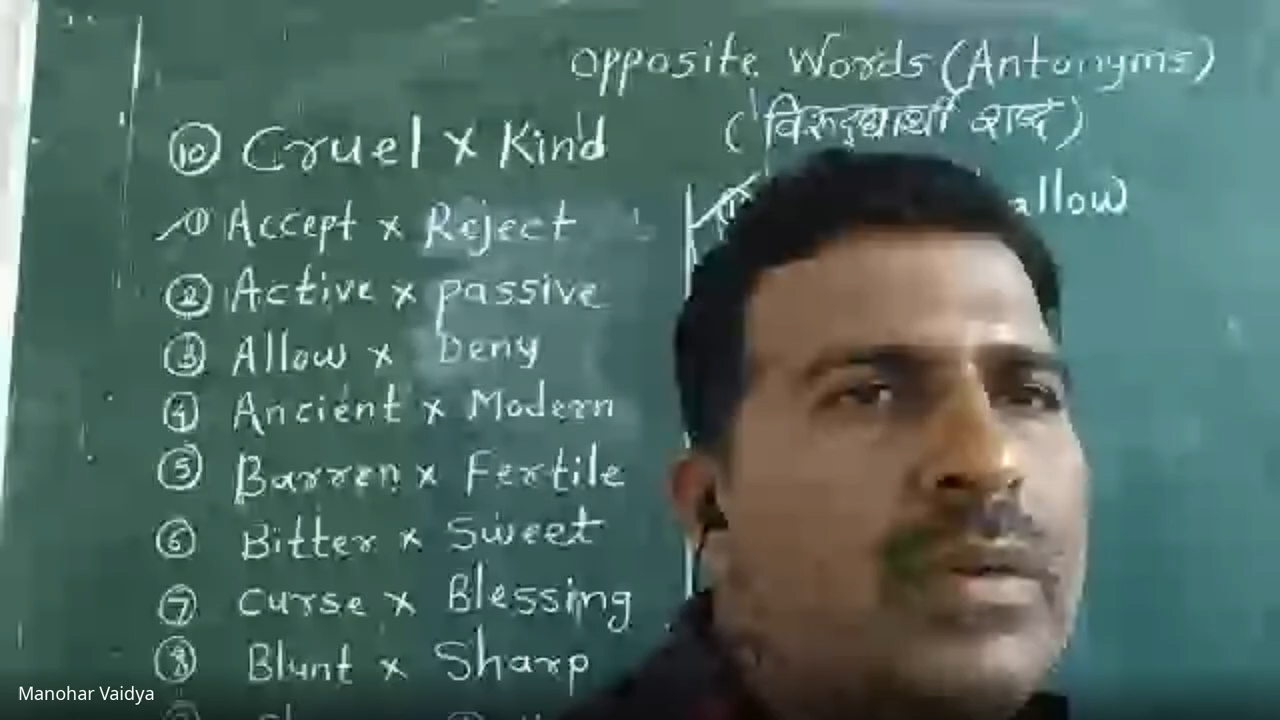 Opposite Words (Antonyms)
(विरुद्धार्थी शब्द)
⑩ Cruel x Kind
① Accept x Reject
② Active x passive
③ Allow x Deny
④ Ancient x Modern
⑤ Barren x Fertile
⑥ Bitter x Sweet
⑦ Curse x Blessing
⑧ Blunt x Sharp
allow
Manohar Vaidya